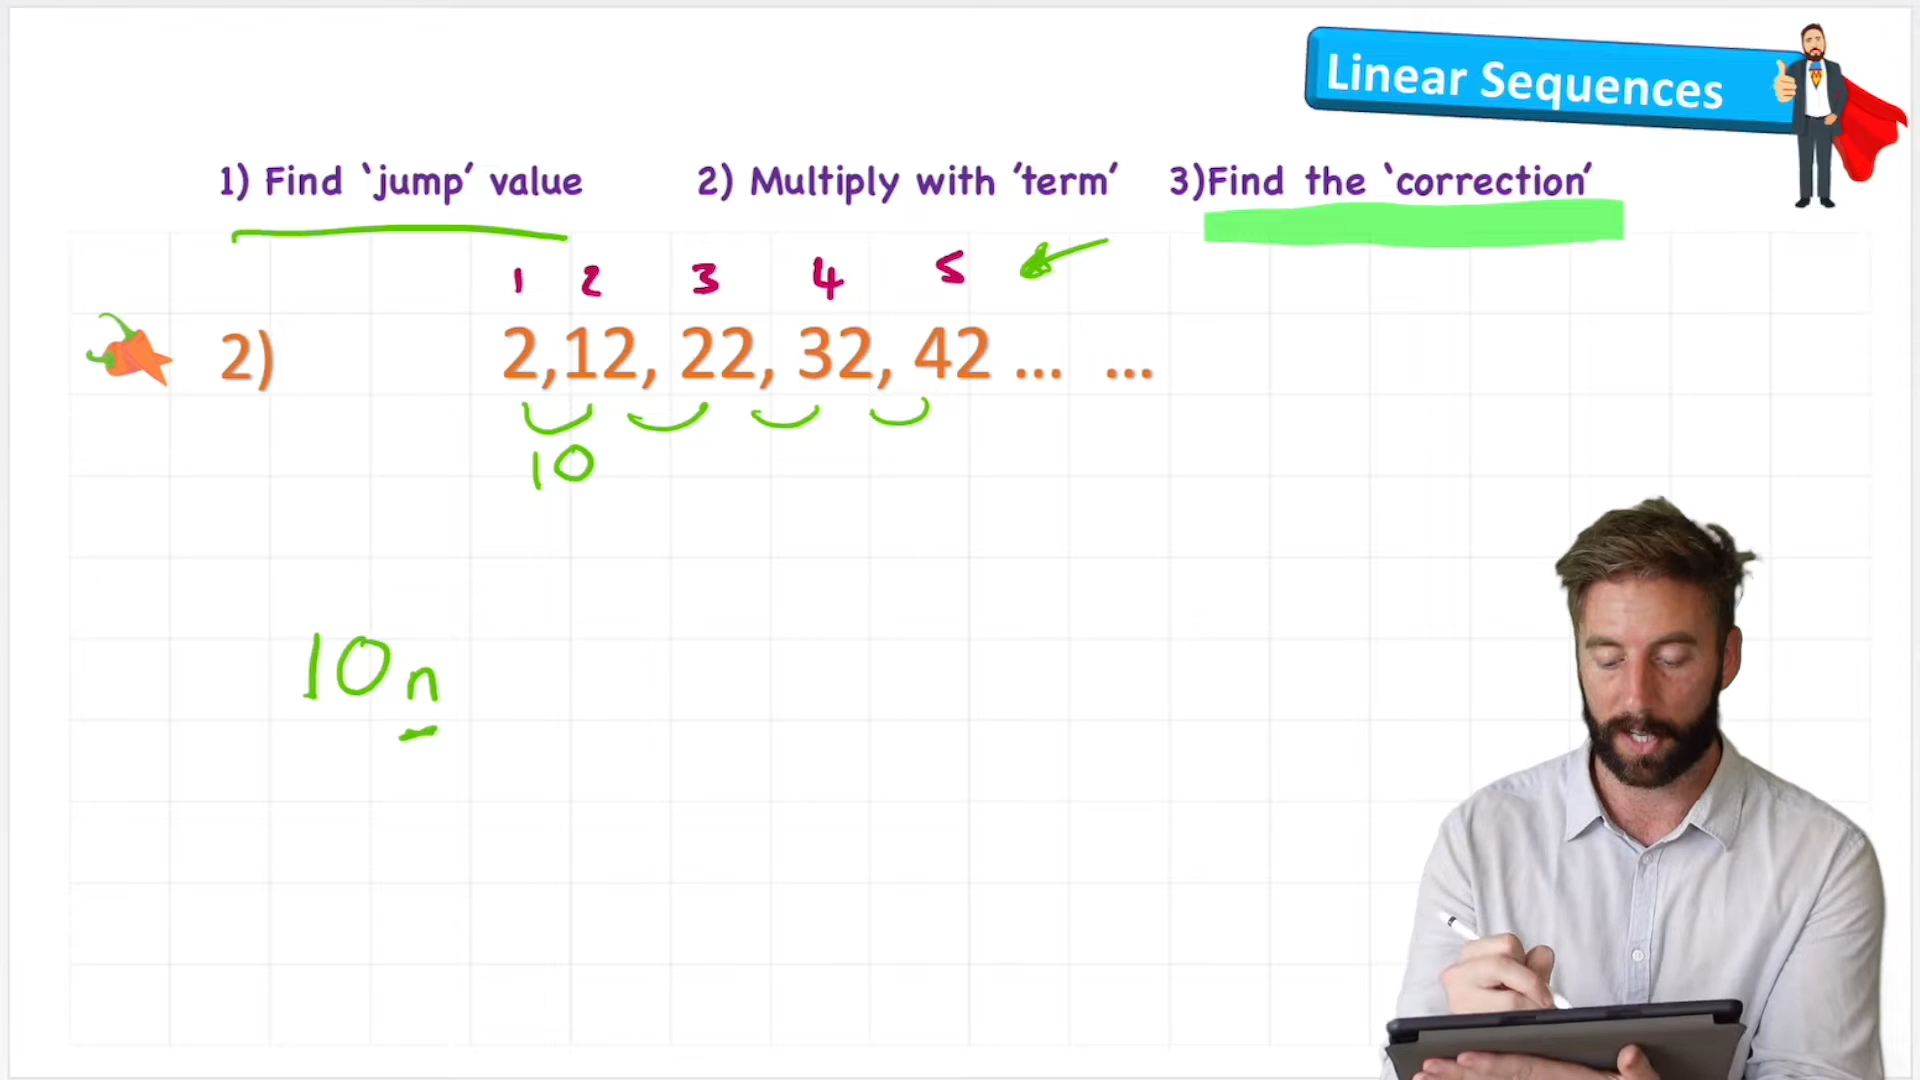 Linear Sequences
1) Find ‘jump’ value 2) Multiply with ’term’ 3)Find the ‘correction’
1 2 3 4 5
2) 2,12, 22, 32, 42 ... ...
10
10n